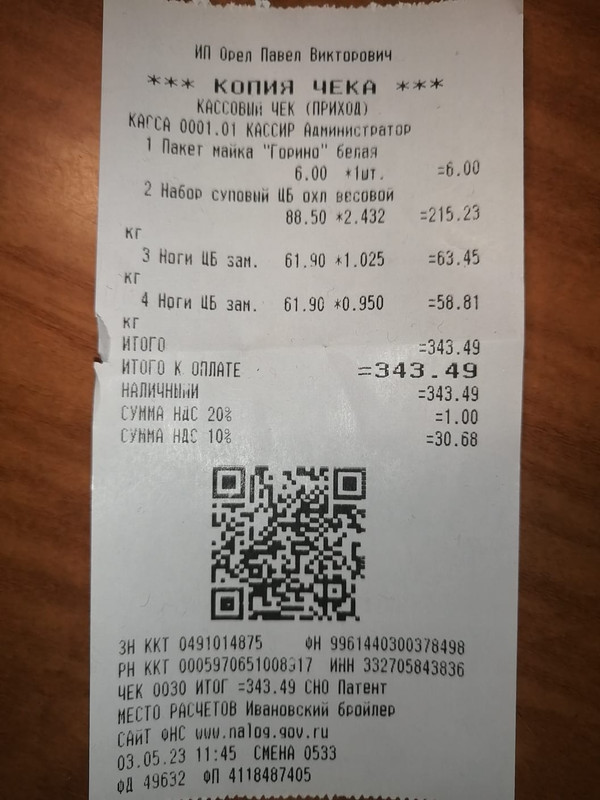 ИП Орел Павел Викторович
*** КОПИЯ ЧЕКА ***
КАССОВЫЙ ЧЕК (ПРИХОД)
КАССА 0001.01 КАССИР Администратор
1 Пакет майка "Горино" белая
6.00 *1шт. =6.00
2 Набор суповый ЦБ охл весовой
88.50 *2.432 =215.23
кг
3 Ноги ЦБ зам. 61.90 *1.025 =63.45
кг
4 Ноги ЦБ зам. 61.90 *0.950 =58.81
кг
ИТОГО =343.49
ИТОГО К ОПЛАТЕ =343.49
НАЛИЧНЫМИ =343.49
СУММА НДС 20% =1.00
СУММА НДС 10% =30.68
ЗН ККТ 0491014875 ФН 9961440300378498
РН ККТ 0005970651008317 ИНН 332705843836
ЧЕК 0030 ИТОГ =343.49 СНО Патент
МЕСТО РАСЧЕТОВ Ивановский бройлер
САЙТ ФНС www.nalog.gov.ru
03.05.23 11:45 СМЕНА 0533
ФД 49632 ФП 4118487405